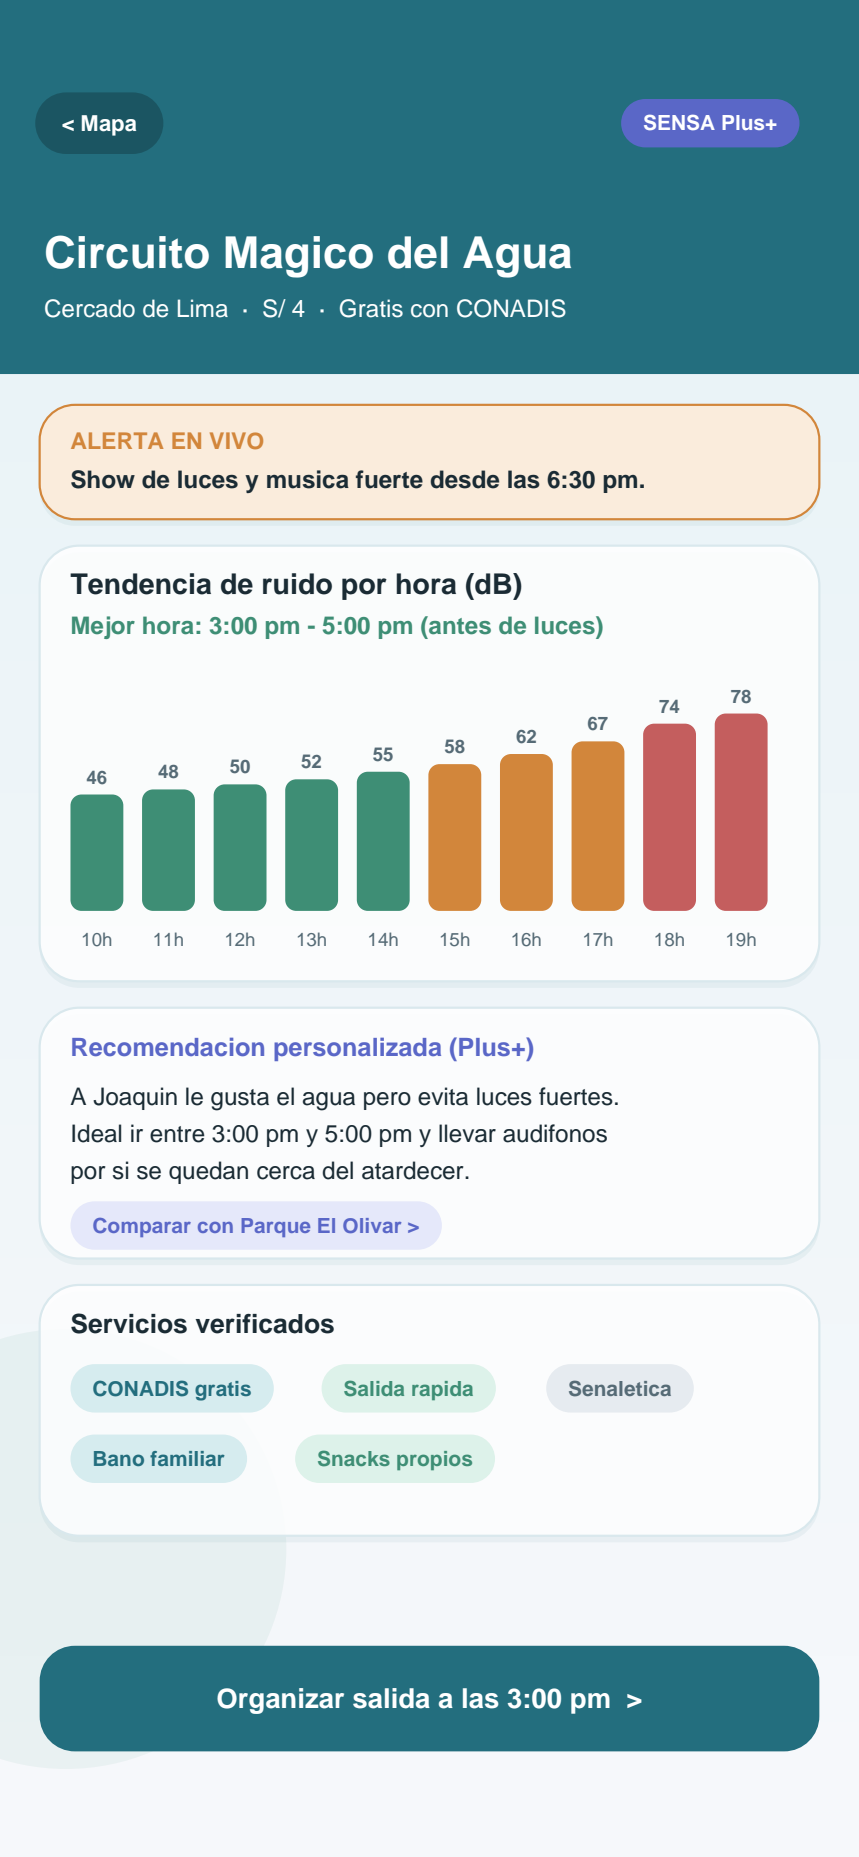 < Mapa
SENSA Plus+
Circuito Magico del Agua
Cercado de Lima · S/ 4 · Gratis con CONADIS
ALERTA EN VIVO
Show de luces y musica fuerte desde las 6:30 pm.
Tendencia de ruido por hora (dB)
Mejor hora: 3:00 pm - 5:00 pm (antes de luces)
46 48 50 52 55 58 62 67 74 78
10h 11h 12h 13h 14h 15h 16h 17h 18h 19h
Recomendacion personalizada (Plus+)
A Joaquin le gusta el agua pero evita luces fuertes.
Ideal ir entre 3:00 pm y 5:00 pm y llevar audifonos
por si se quedan cerca del atardecer.
Comparar con Parque El Olivar >
Servicios verificados
CONADIS gratis
Salida rapida
Senaletica
Bano familiar
Snacks propios
Organizar salida a las 3:00 pm >